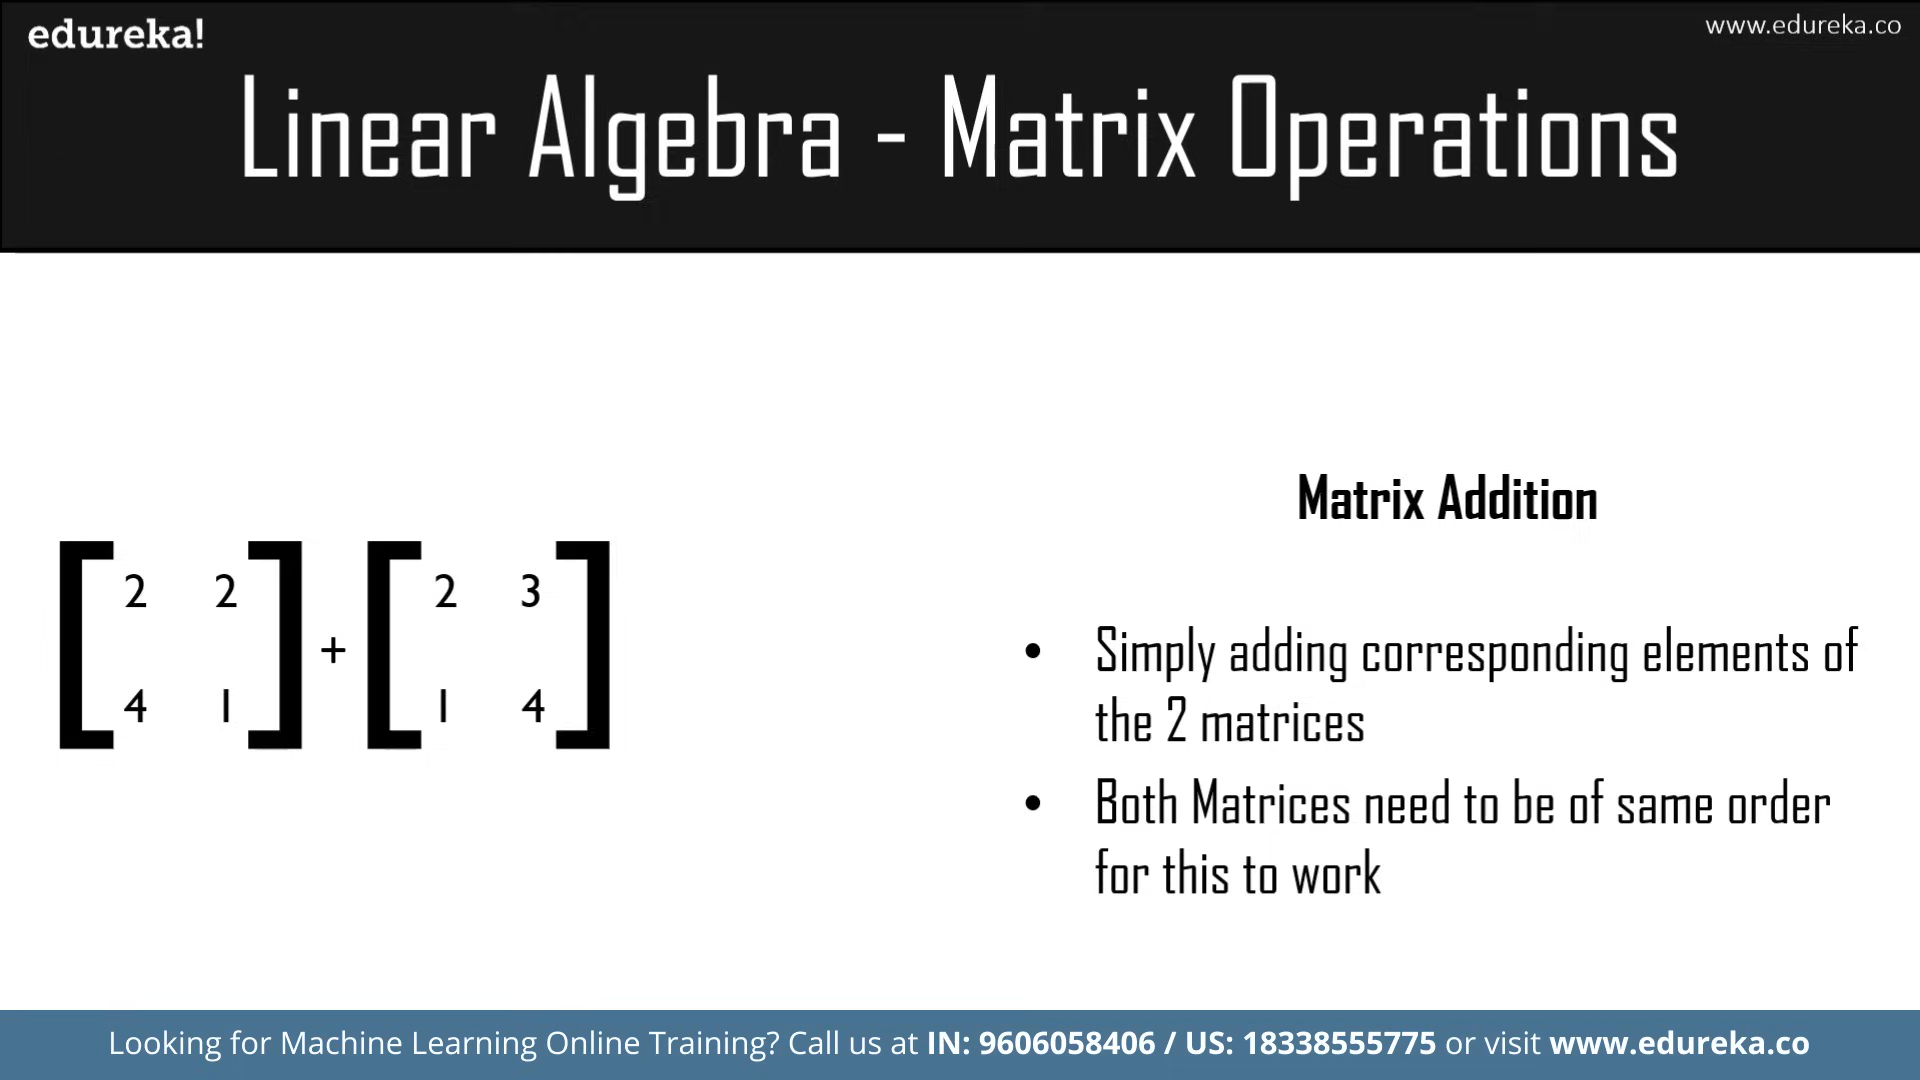 edureka!
www.edureka.co
Linear Algebra - Matrix Operations
2 2 2 3
+
4 1 1 4
Matrix Addition
• Simply adding corresponding elements of
the 2 matrices
• Both Matrices need to be of same order
for this to work
Looking for Machine Learning Online Training? Call us at IN: 9606058406 / US: 18338555775 or visit www.edureka.co